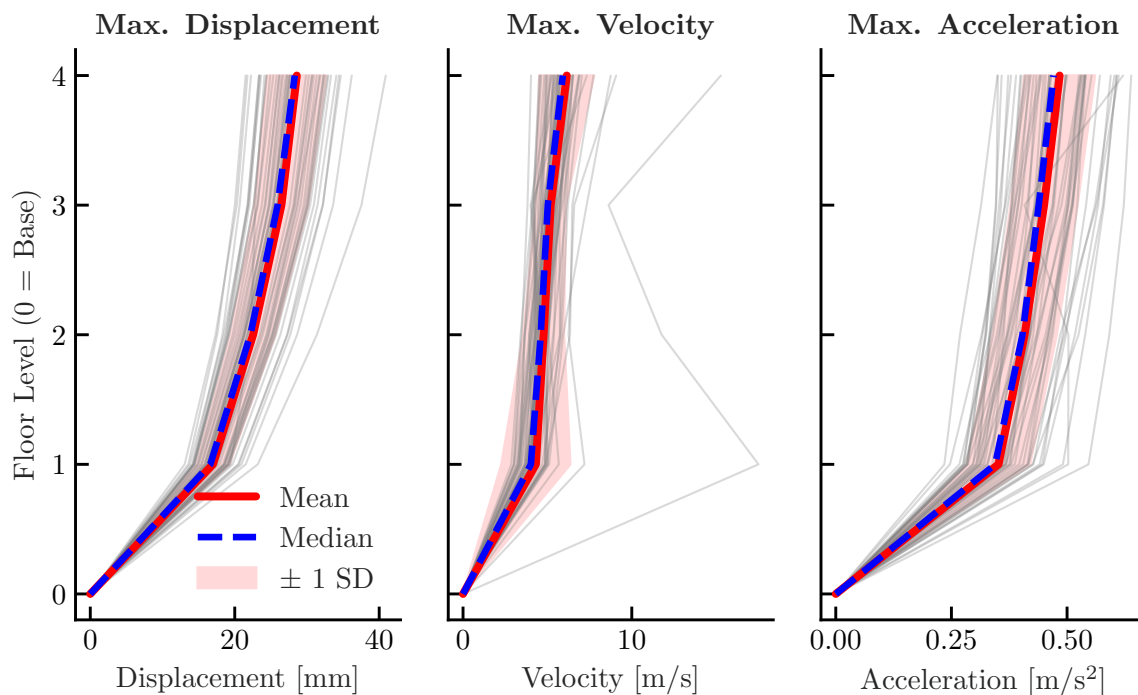 Max. Displacement
Max. Velocity
Max. Acceleration
Floor Level (0 = Base)
4
3
2
1
0
Mean
Median
± 1 SD
0 20 40
0 10
0.00 0.25 0.50
Displacement [mm]
Velocity [m/s]
Acceleration [m/s²]